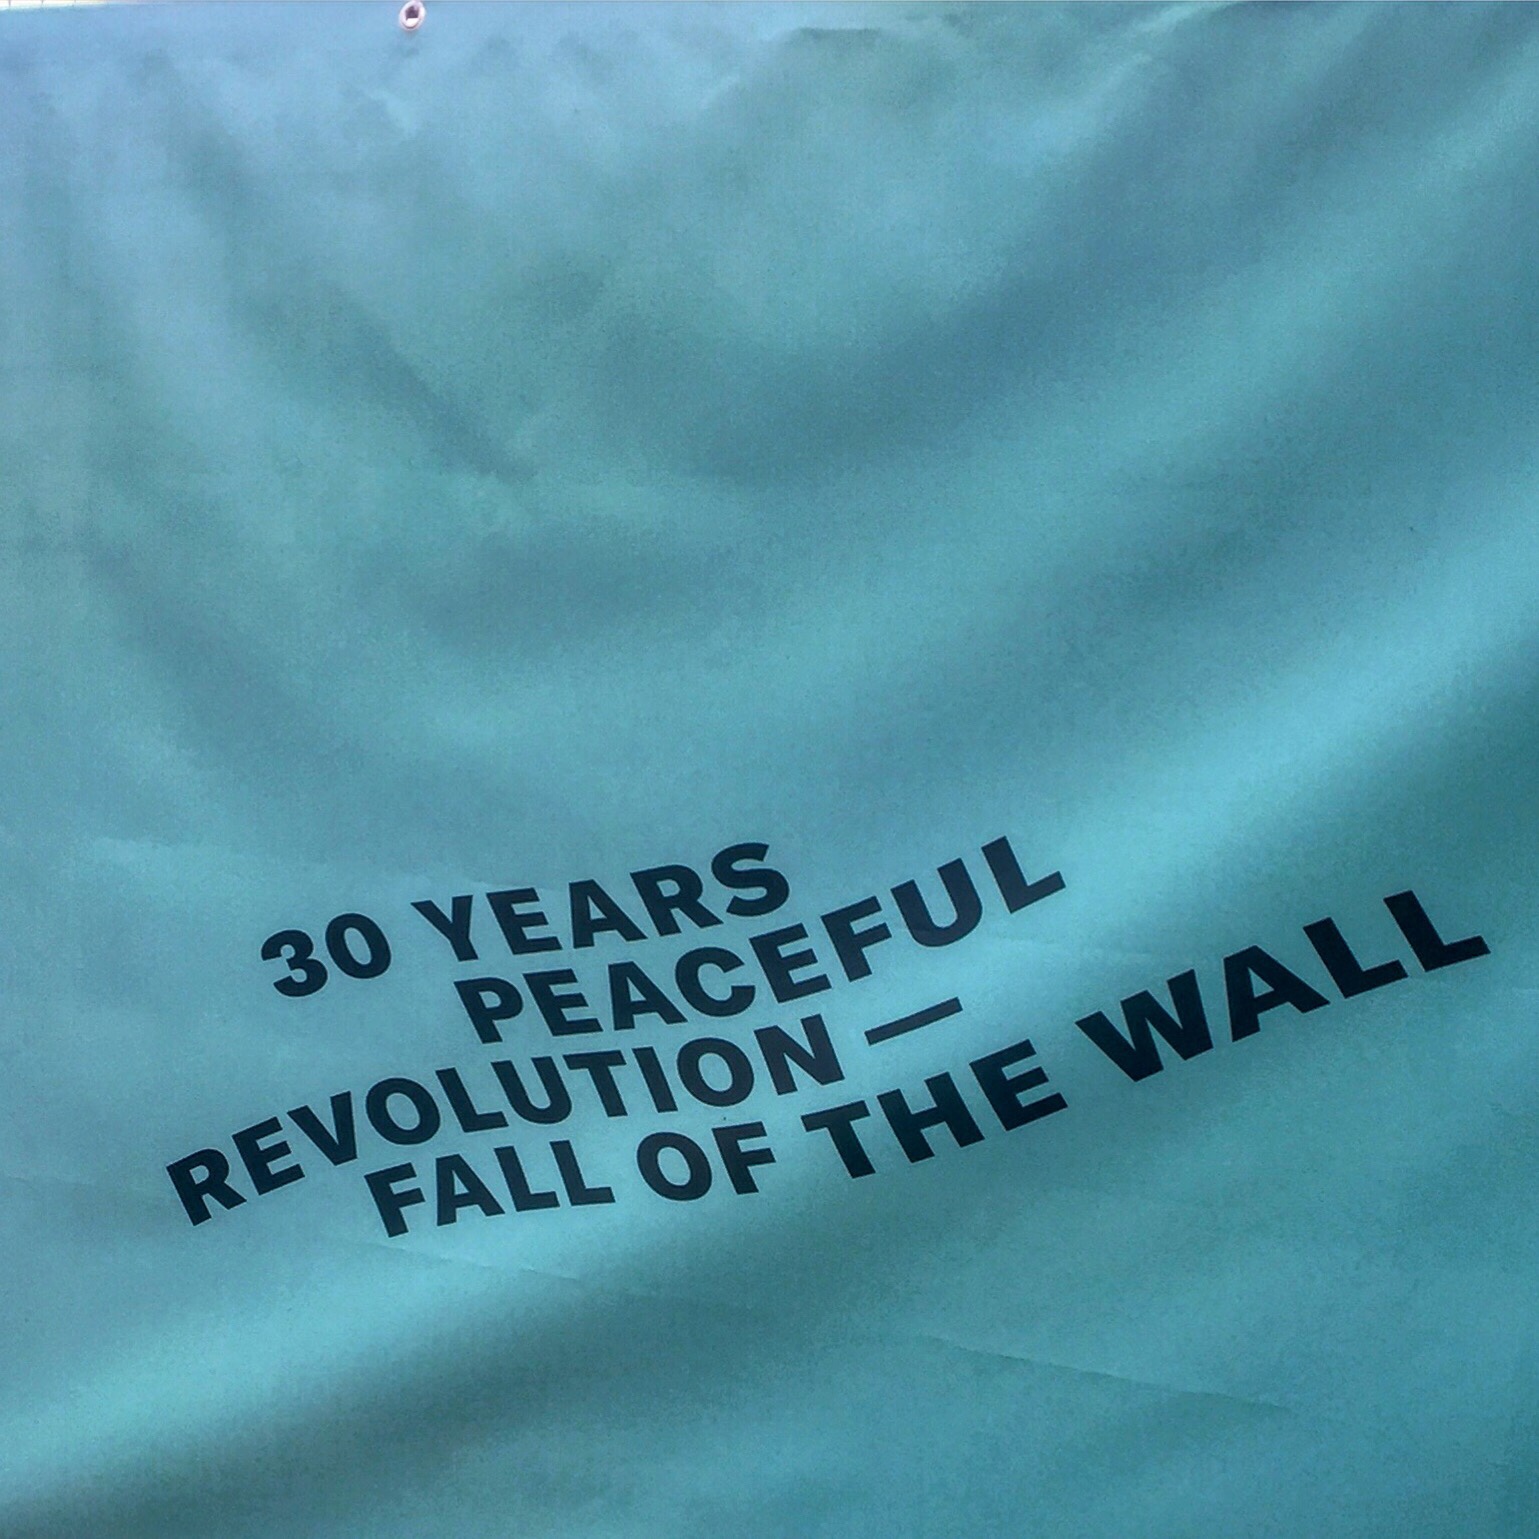 30 YEARS
PEACEFUL
REVOLUTION —
FALL OF THE WALL